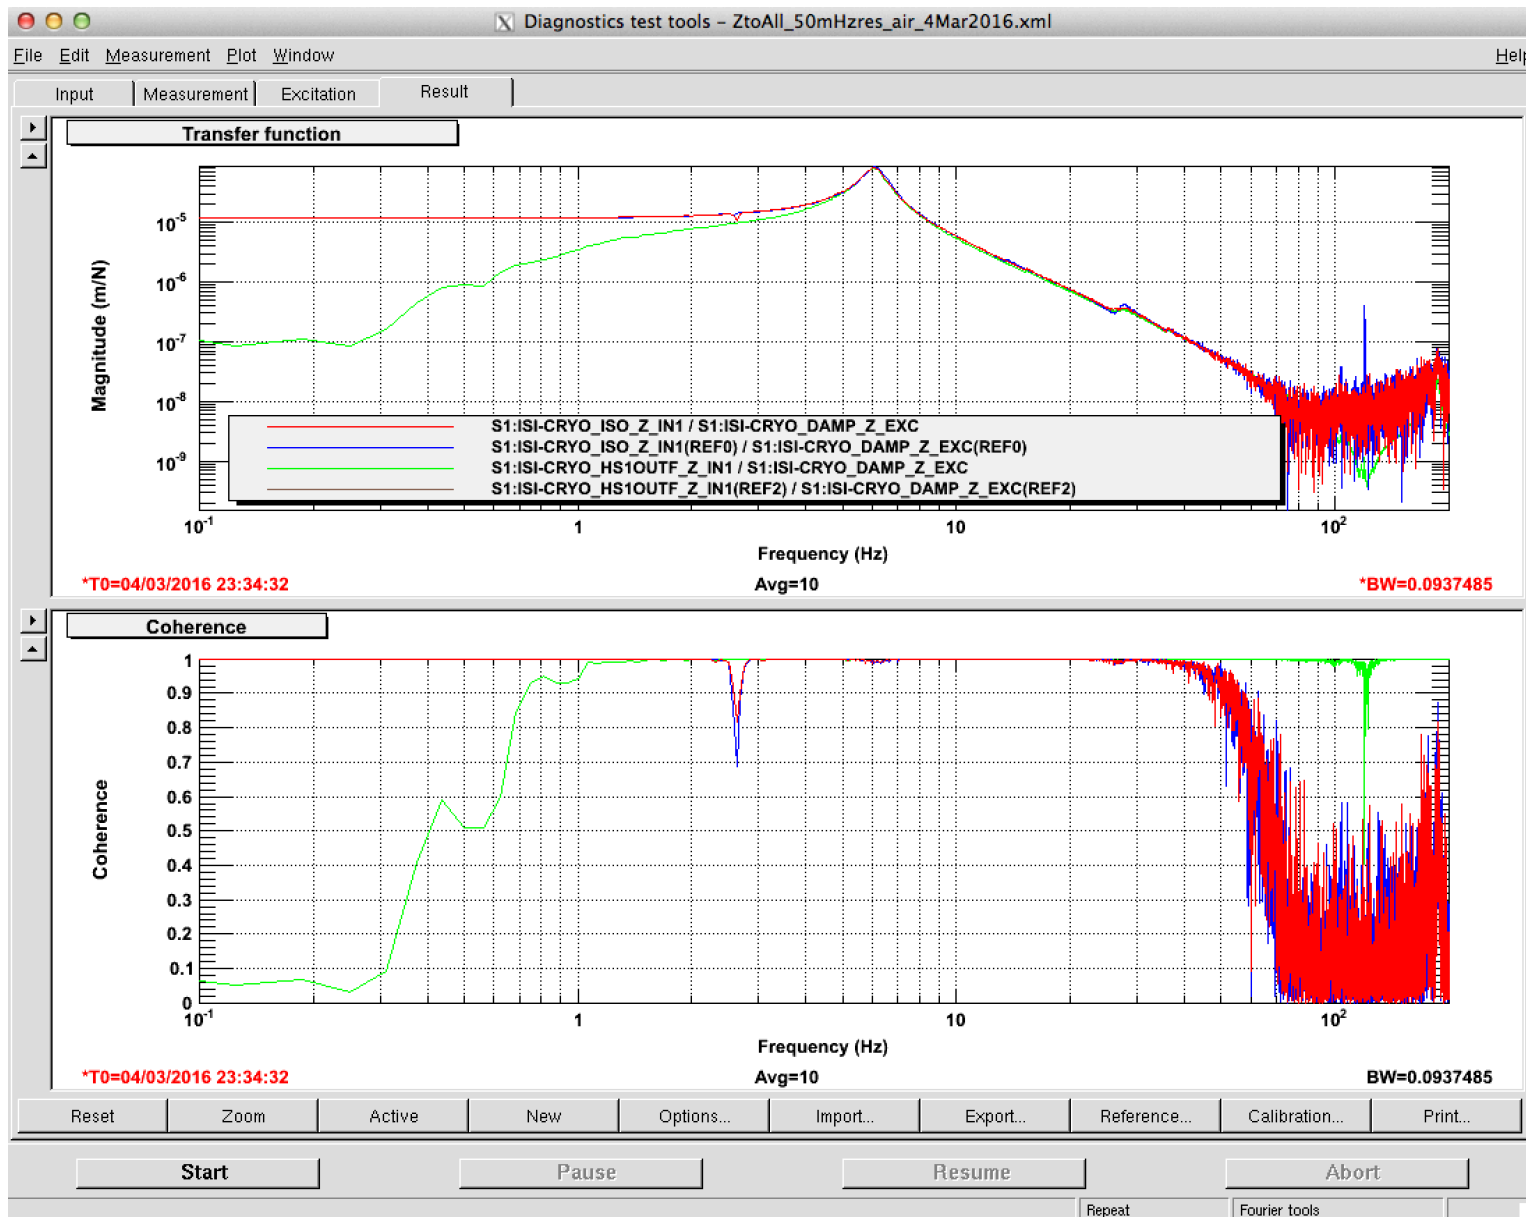 Diagnostics test tools – ZtoAll_50mHzres_air_4Mar2016.xml
File Edit Measurement Plot Window Help
Input Measurement Excitation Result
Transfer function
Magnitude (m/N)
10-5
10-6
10-7
10-8
10-9
S1:ISI-CRYO_ISO_Z_IN1 / S1:ISI-CRYO_DAMP_Z_EXC
S1:ISI-CRYO_ISO_Z_IN1(REF0) / S1:ISI-CRYO_DAMP_Z_EXC(REF0)
S1:ISI-CRYO_HS1OUTF_Z_IN1 / S1:ISI-CRYO_DAMP_Z_EXC
S1:ISI-CRYO_HS1OUTF_Z_IN1(REF2) / S1:ISI-CRYO_DAMP_Z_EXC(REF2)
10-1 1 10 102
Frequency (Hz)
*T0=04/03/2016 23:34:32 Avg=10 *BW=0.0937485
Coherence
Coherence
1
0.9
0.8
0.7
0.6
0.5
0.4
0.3
0.2
0.1
0
10-1 1 10 102
Frequency (Hz)
*T0=04/03/2016 23:34:32 Avg=10 BW=0.0937485
Reset Zoom Active New Options... Import... Export... Reference... Calibration... Print...
Start Pause Resume Abort
Repeat Fourier tools